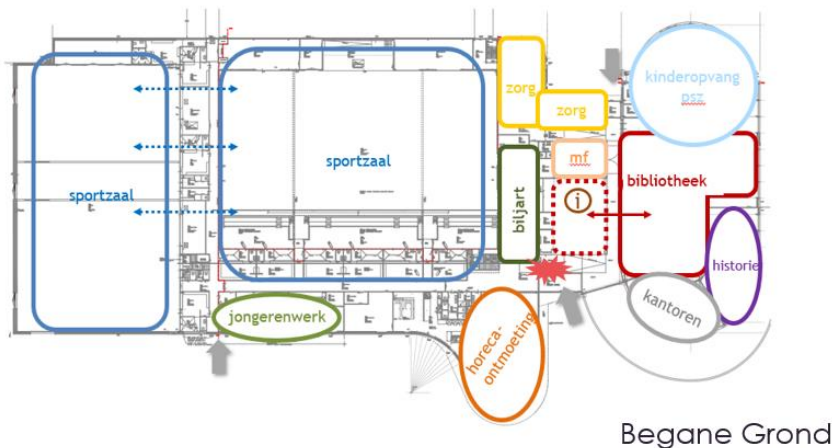 zorg
kinderopvang
psz
zorg
sportzaal
mf
bibliotheek
sportzaal
biljart
i
historie
jongerenwerk
kantoren
horeca-
ontmoeting
Begane Grond